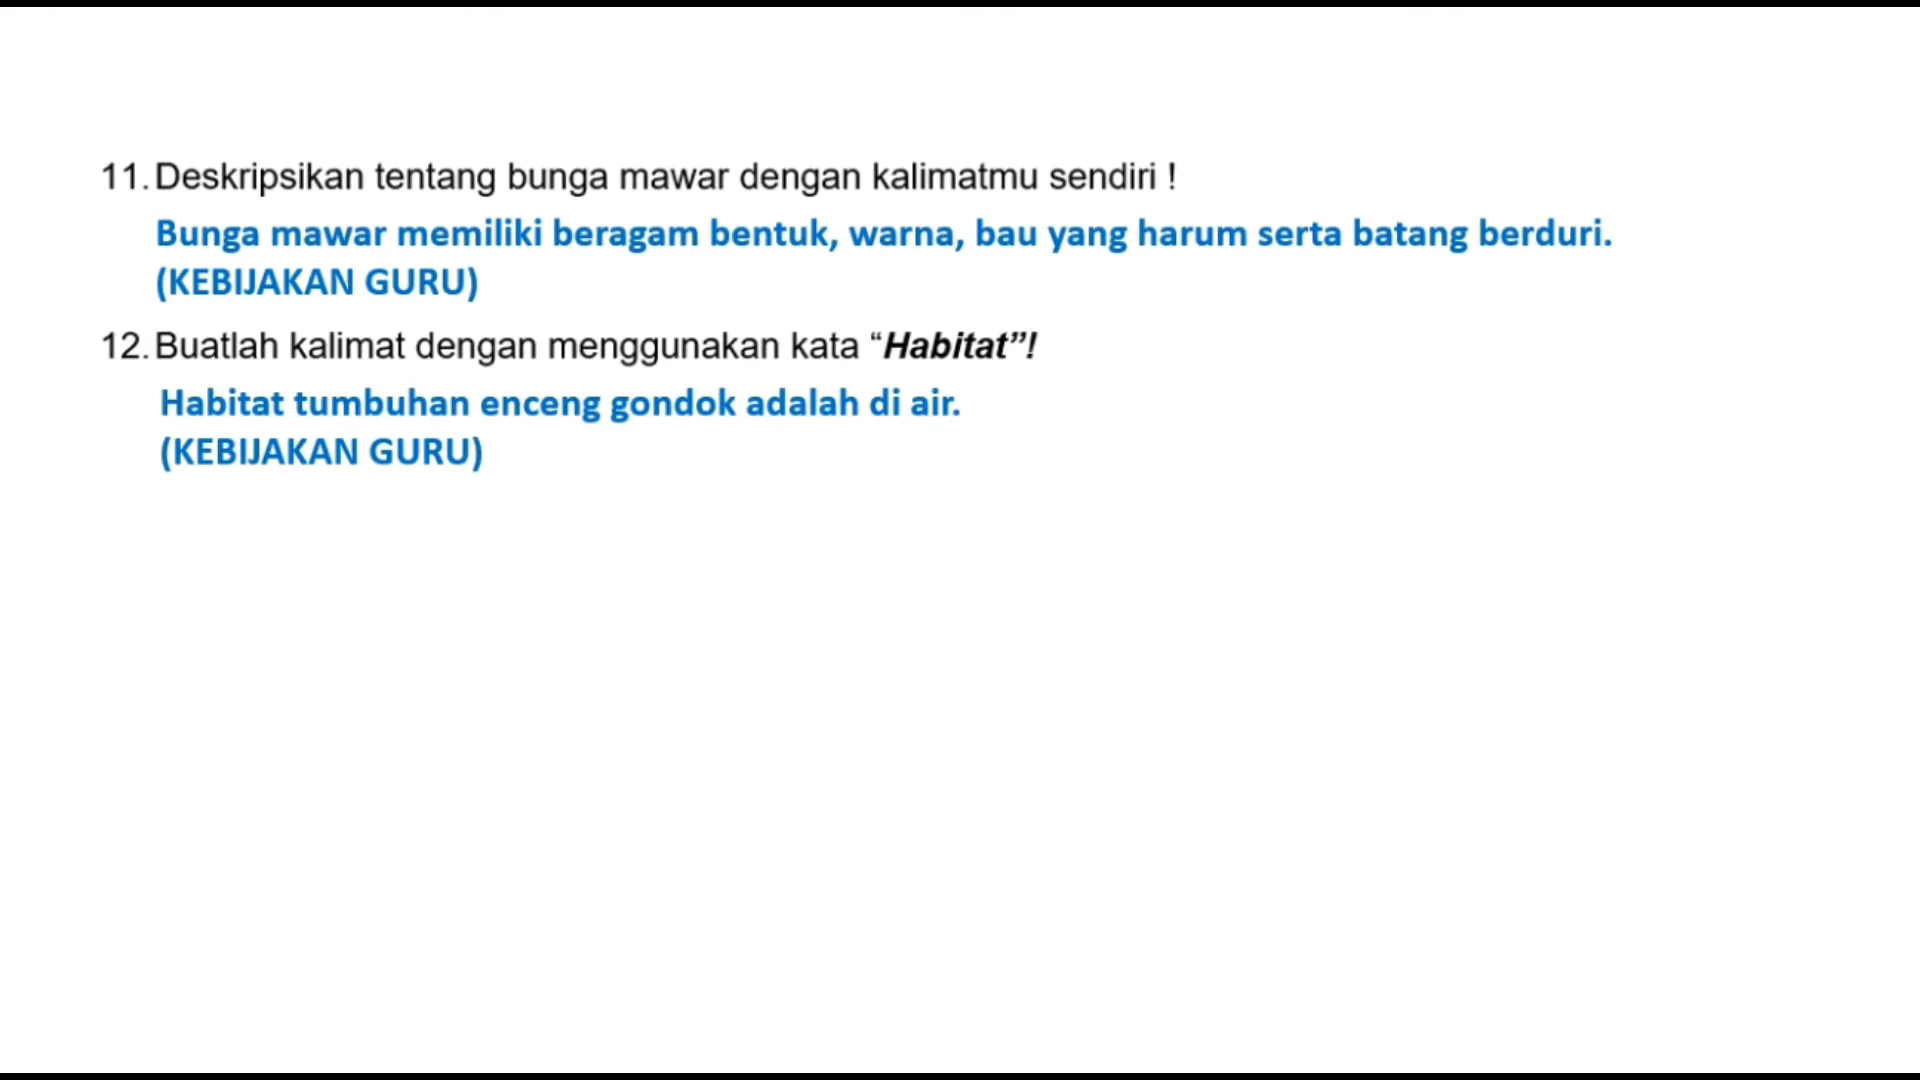 11. Deskripsikan tentang bunga mawar dengan kalimatmu sendiri !
Bunga mawar memiliki beragam bentuk, warna, bau yang harum serta batang berduri.
(KEBIJAKAN GURU)
12. Buatlah kalimat dengan menggunakan kata “Habitat”!
Habitat tumbuhan enceng gondok adalah di air.
(KEBIJAKAN GURU)